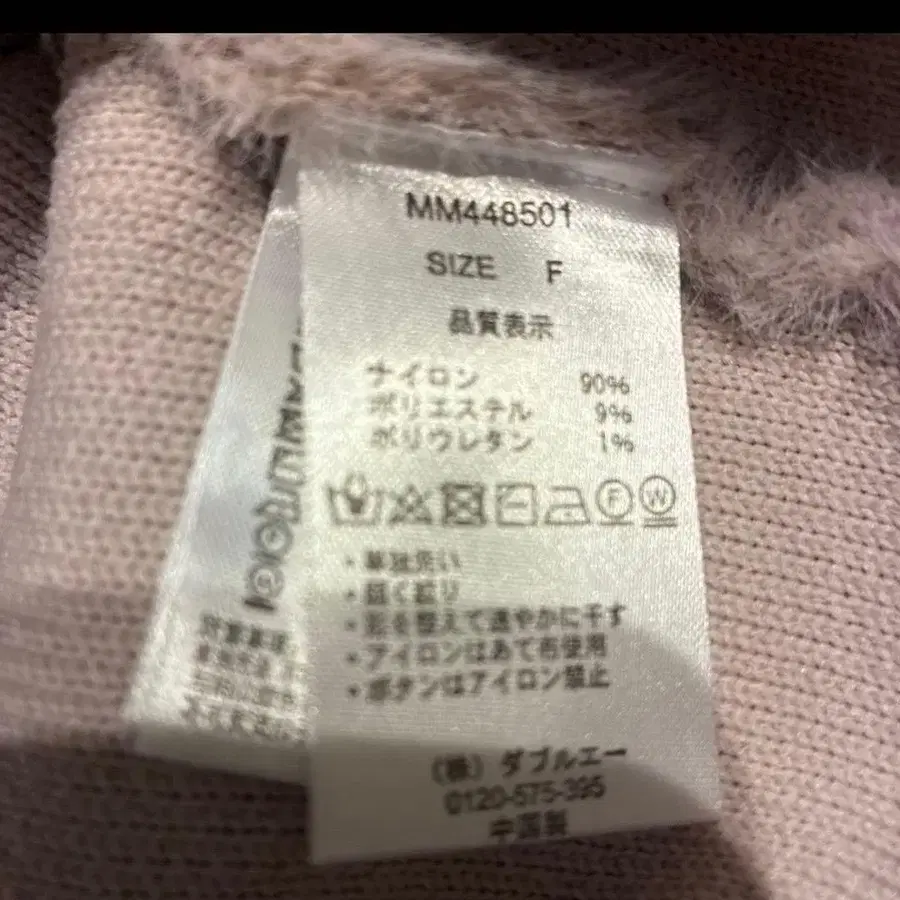 MM448501
SIZE F
品質表示
ナイロン 90%
ポリエステル 9%
ポリウレタン 1%
F W
・単独洗い
・弱く絞り
・形を整えて速やかに干す
・アイロンはあて布使用
・ボタンはアイロン禁止
(株) ダブルエー
0120-575-395
中国製